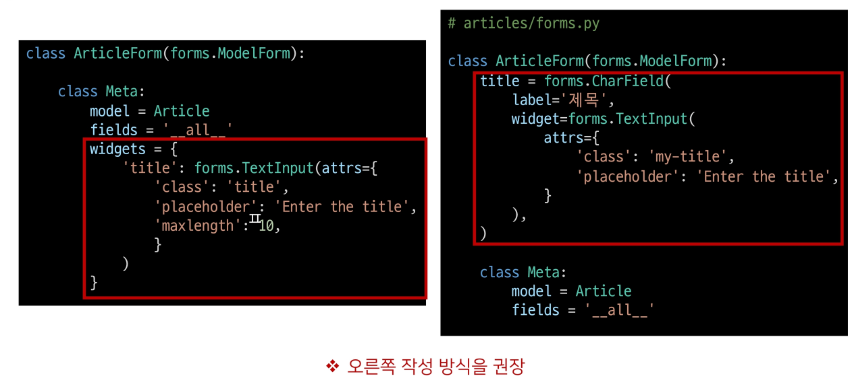 class ArticleForm(forms.ModelForm):
    class Meta:
        model = Article
        fields = '__all__'
        widgets = {
            'title': forms.TextInput(attrs={
                'class': 'title',
                'placeholder': 'Enter the title',
                'maxlength': 10,
                }
            )
        }
# articles/forms.py
class ArticleForm(forms.ModelForm):
    title = forms.CharField(
        label='제목',
        widget=forms.TextInput(
            attrs={
                'class': 'my-title',
                'placeholder': 'Enter the title',
            }
        ),
    )
    class Meta:
        model = Article
        fields = '__all__'
❖ 오른쪽 작성 방식을 권장